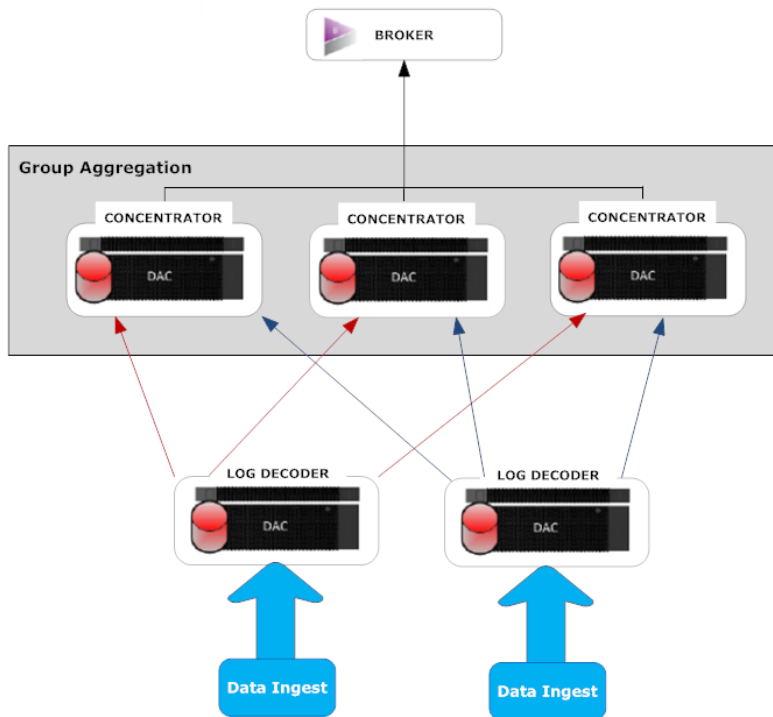 BROKER
Group Aggregation
CONCENTRATOR
CONCENTRATOR
CONCENTRATOR
DAC
DAC
DAC
LOG DECODER
LOG DECODER
DAC
DAC
Data Ingest
Data Ingest